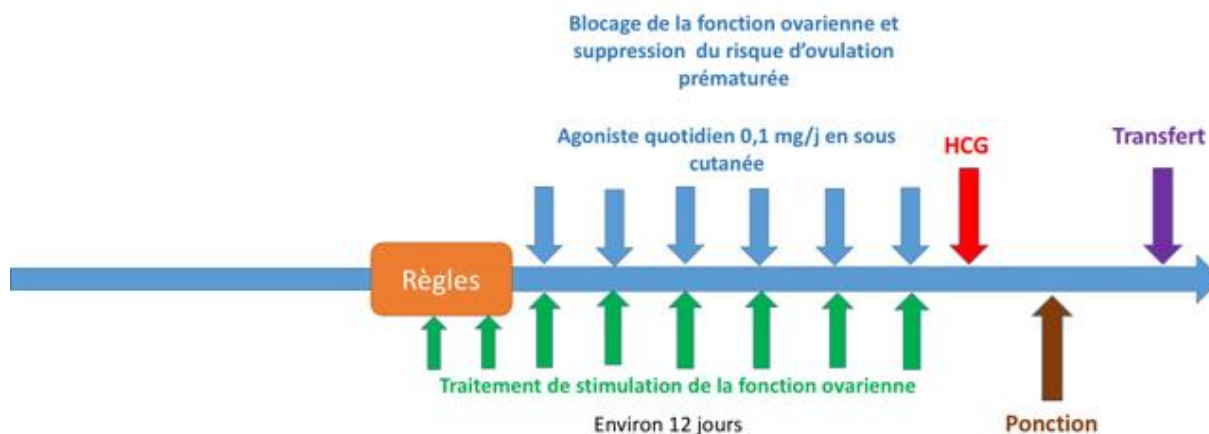 Blocage de la fonction ovarienne et
suppression du risque d'ovulation
prématurée
Agoniste quotidien 0,1 mg/j en sous
cutanée
HCG
Transfert
Règles
Traitement de stimulation de la fonction ovarienne
Environ 12 jours
Ponction